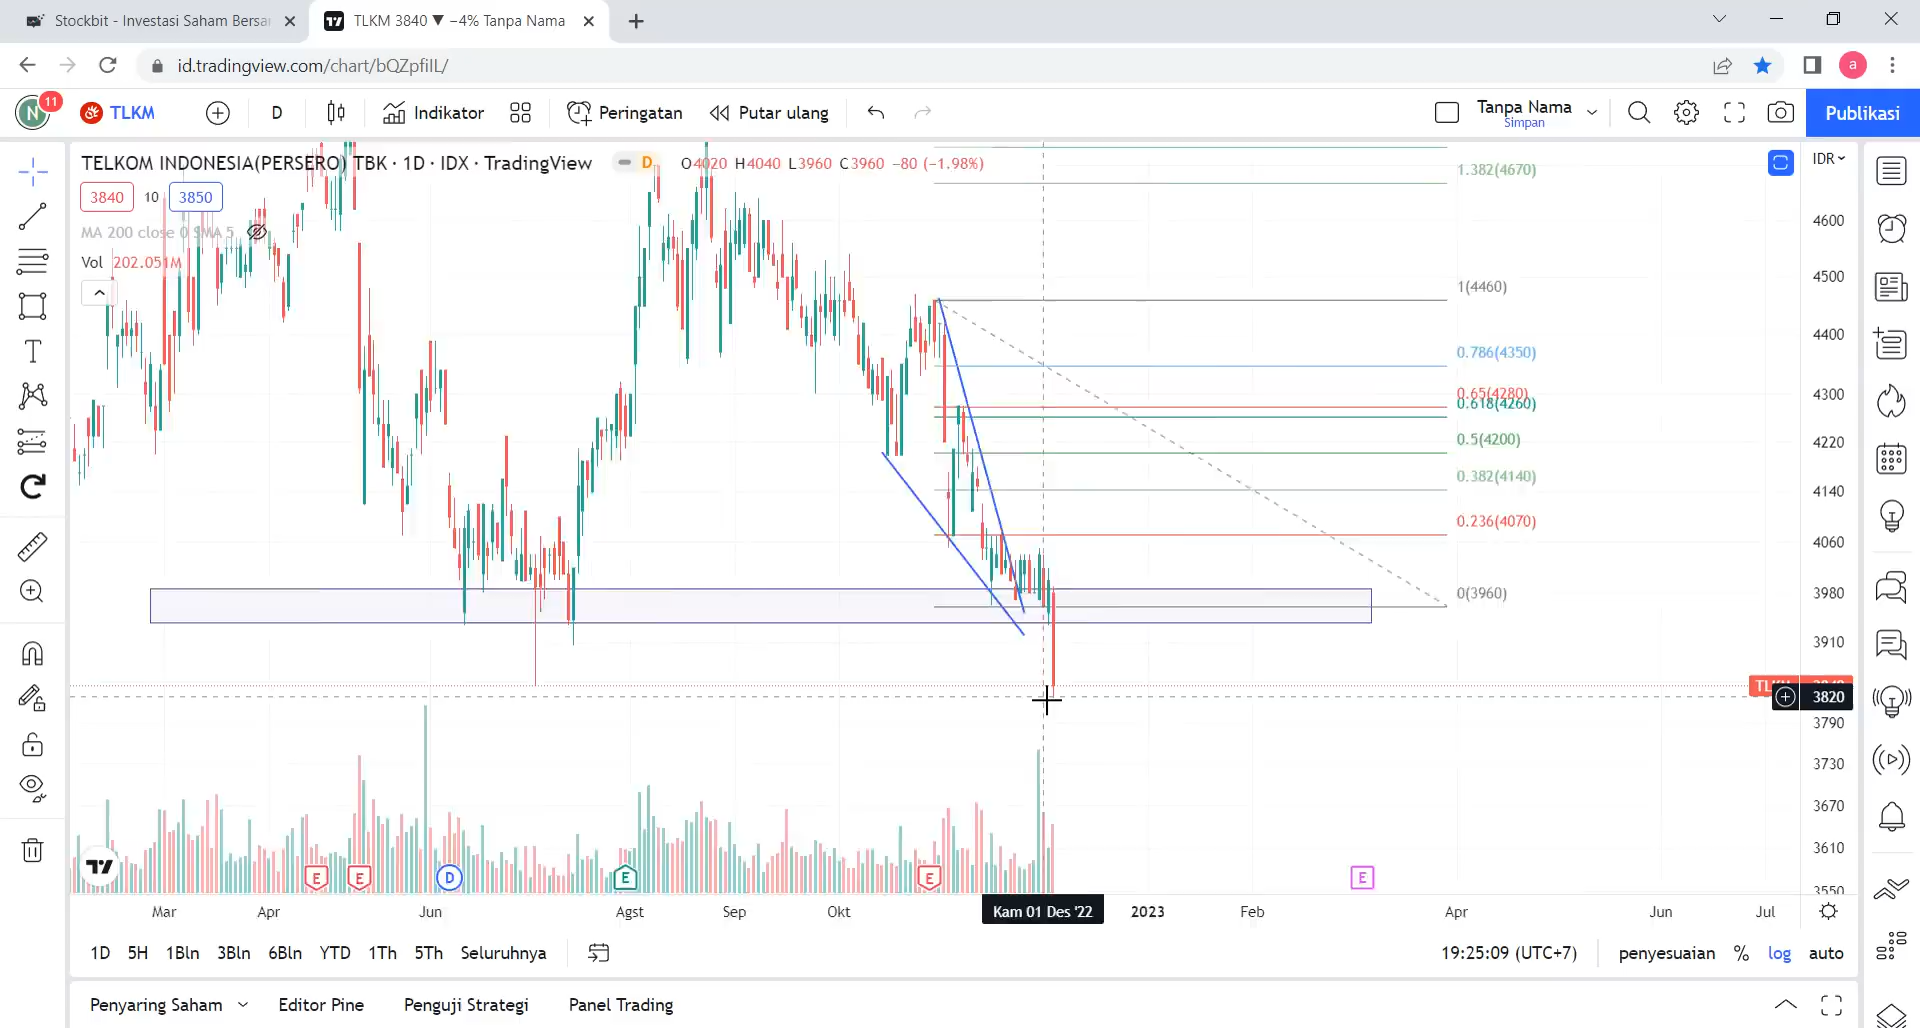 Stockbit - Investasi Saham Bersa
TLKM 3840 ▼ −4% Tanpa Nama
id.tradingview.com/chart/bQZpfiIL/
N
11
TLKM
D
Indikator
Peringatan
Putar ulang
Tanpa Nama
Simpan
Publikasi
a
TELKOM INDONESIA(PERSERO) TBK · 1D · IDX · TradingView
D
O4020 H4040 L3960 C3960 −80 (−1.98%)
IDR
3840
10
3850
MA 200 close 0 SMA 5
Vol 202.051M
1.382(4670)
1(4460)
0.786(4350)
0.65(4280)
0.618(4260)
0.5(4200)
0.382(4140)
0.236(4070)
0(3960)
4600
4500
4400
4300
4220
4140
4060
3980
3910
TLKM 3840
3820
3790
3730
3670
3610
3550
E
E
D
E
E
E
Mar
Apr
Jun
Agst
Sep
Okt
Kam 01 Des '22
2023
Feb
Apr
Jun
Jul
1D 5H 1Bln 3Bln 6Bln YTD 1Th 5Th Seluruhnya
19:25:09 (UTC+7)
penyesuaian % log auto
Penyaring Saham
Editor Pine
Penguji Strategi
Panel Trading